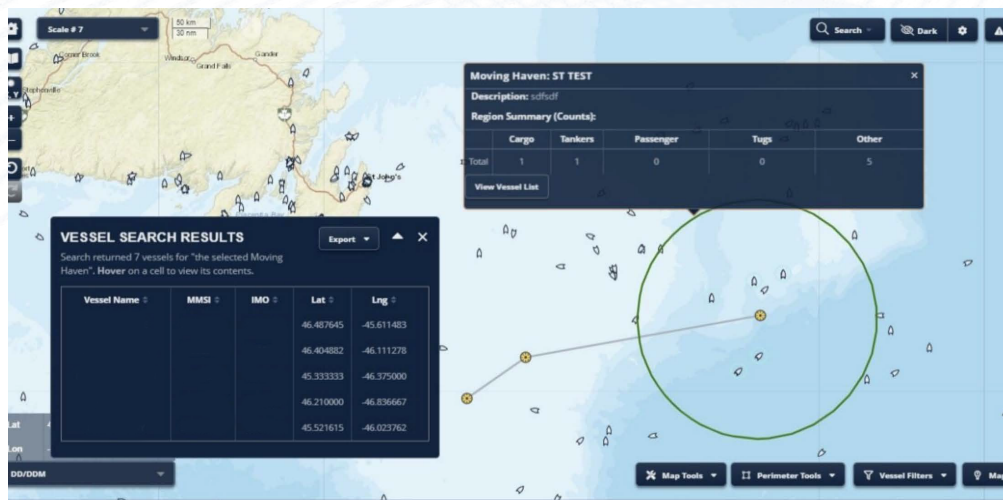 Scale # 7
50 km
30 nm
Search
Dark
Corner Brook
Windsor
Grand Falls
Gander
Stephenville
St John's
Moving Haven: ST TEST
Description: sdfsdf
Region Summary (Counts):
Cargo Tankers Passenger Tugs Other
Total 1 1 0 0 5
View Vessel List
VESSEL SEARCH RESULTS
Export
Search returned 7 vessels for "the selected Moving
Haven". Hover on a cell to view its contents.
Vessel Name MMSI IMO Lat Lng
46.487645 -45.611483
46.404882 -46.111278
45.333333 -46.375000
46.210000 -46.836667
45.521615 -46.023762
Lat
Lon
DD/DDM
Map Tools
Perimeter Tools
Vessel Filters
Ma